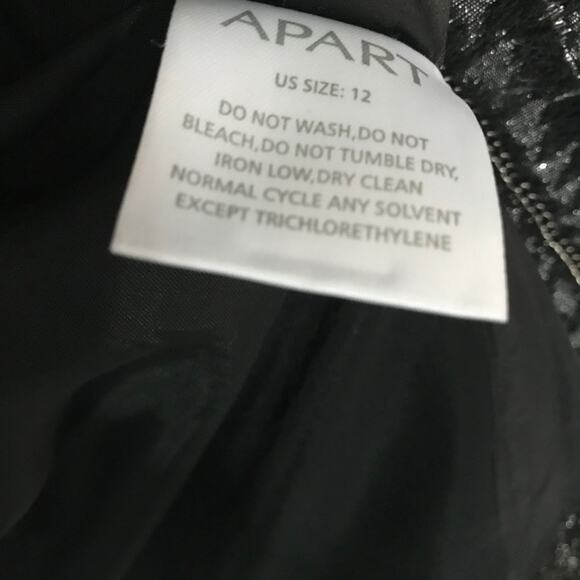 APART
US SIZE: 12
DO NOT WASH,DO NOT
BLEACH,DO NOT TUMBLE DRY,
IRON LOW,DRY CLEAN
NORMAL CYCLE ANY SOLVENT
EXCEPT TRICHLORETHYLENE